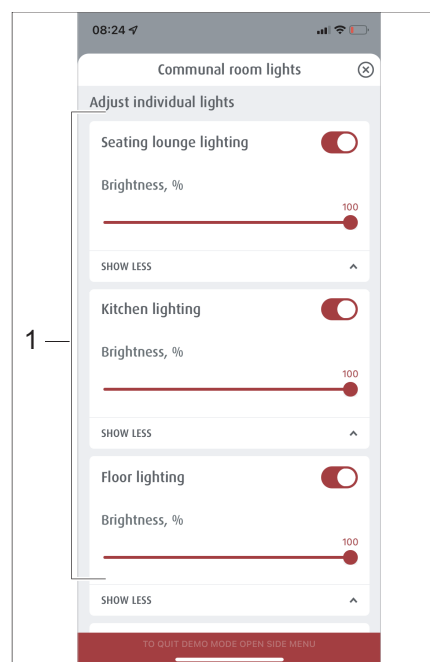 08:24
Communal room lights
Adjust individual lights
Seating lounge lighting
Brightness, %
100
SHOW LESS
Kitchen lighting
Brightness, %
100
SHOW LESS
Floor lighting
Brightness, %
100
SHOW LESS
TO QUIT DEMO MODE OPEN SIDE MENU
1